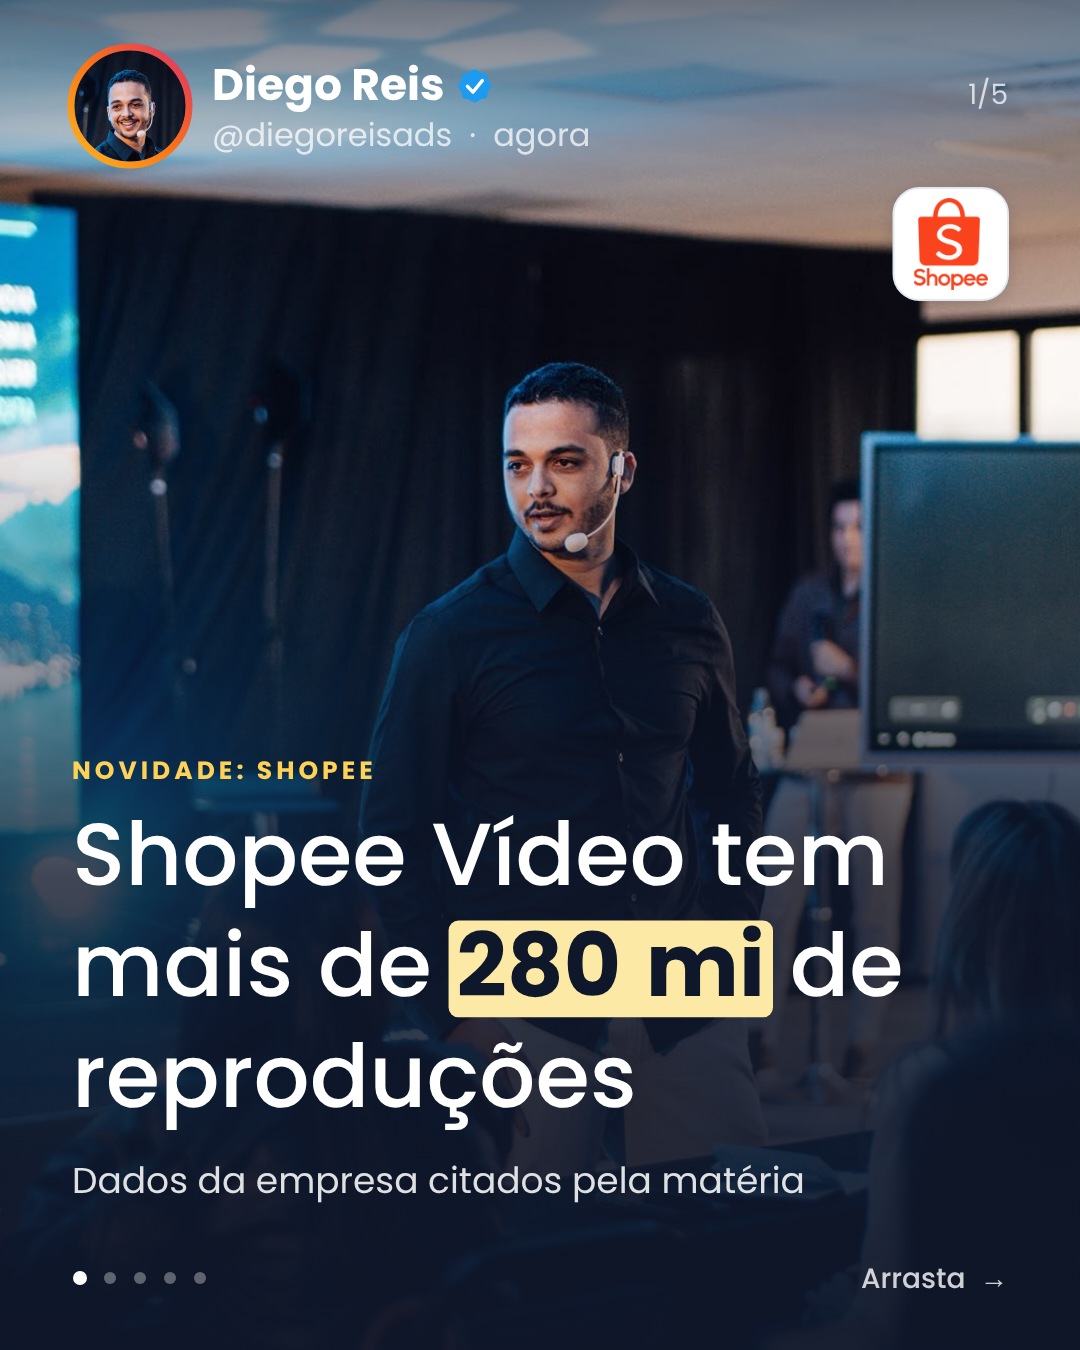 Diego Reis
@diegoreisads · agora
1/5
S
Shopee
NOVIDADE: SHOPEE
Shopee Vídeo tem
mais de 280 mi de
reproduções
Dados da empresa citados pela matéria
Arrasta →